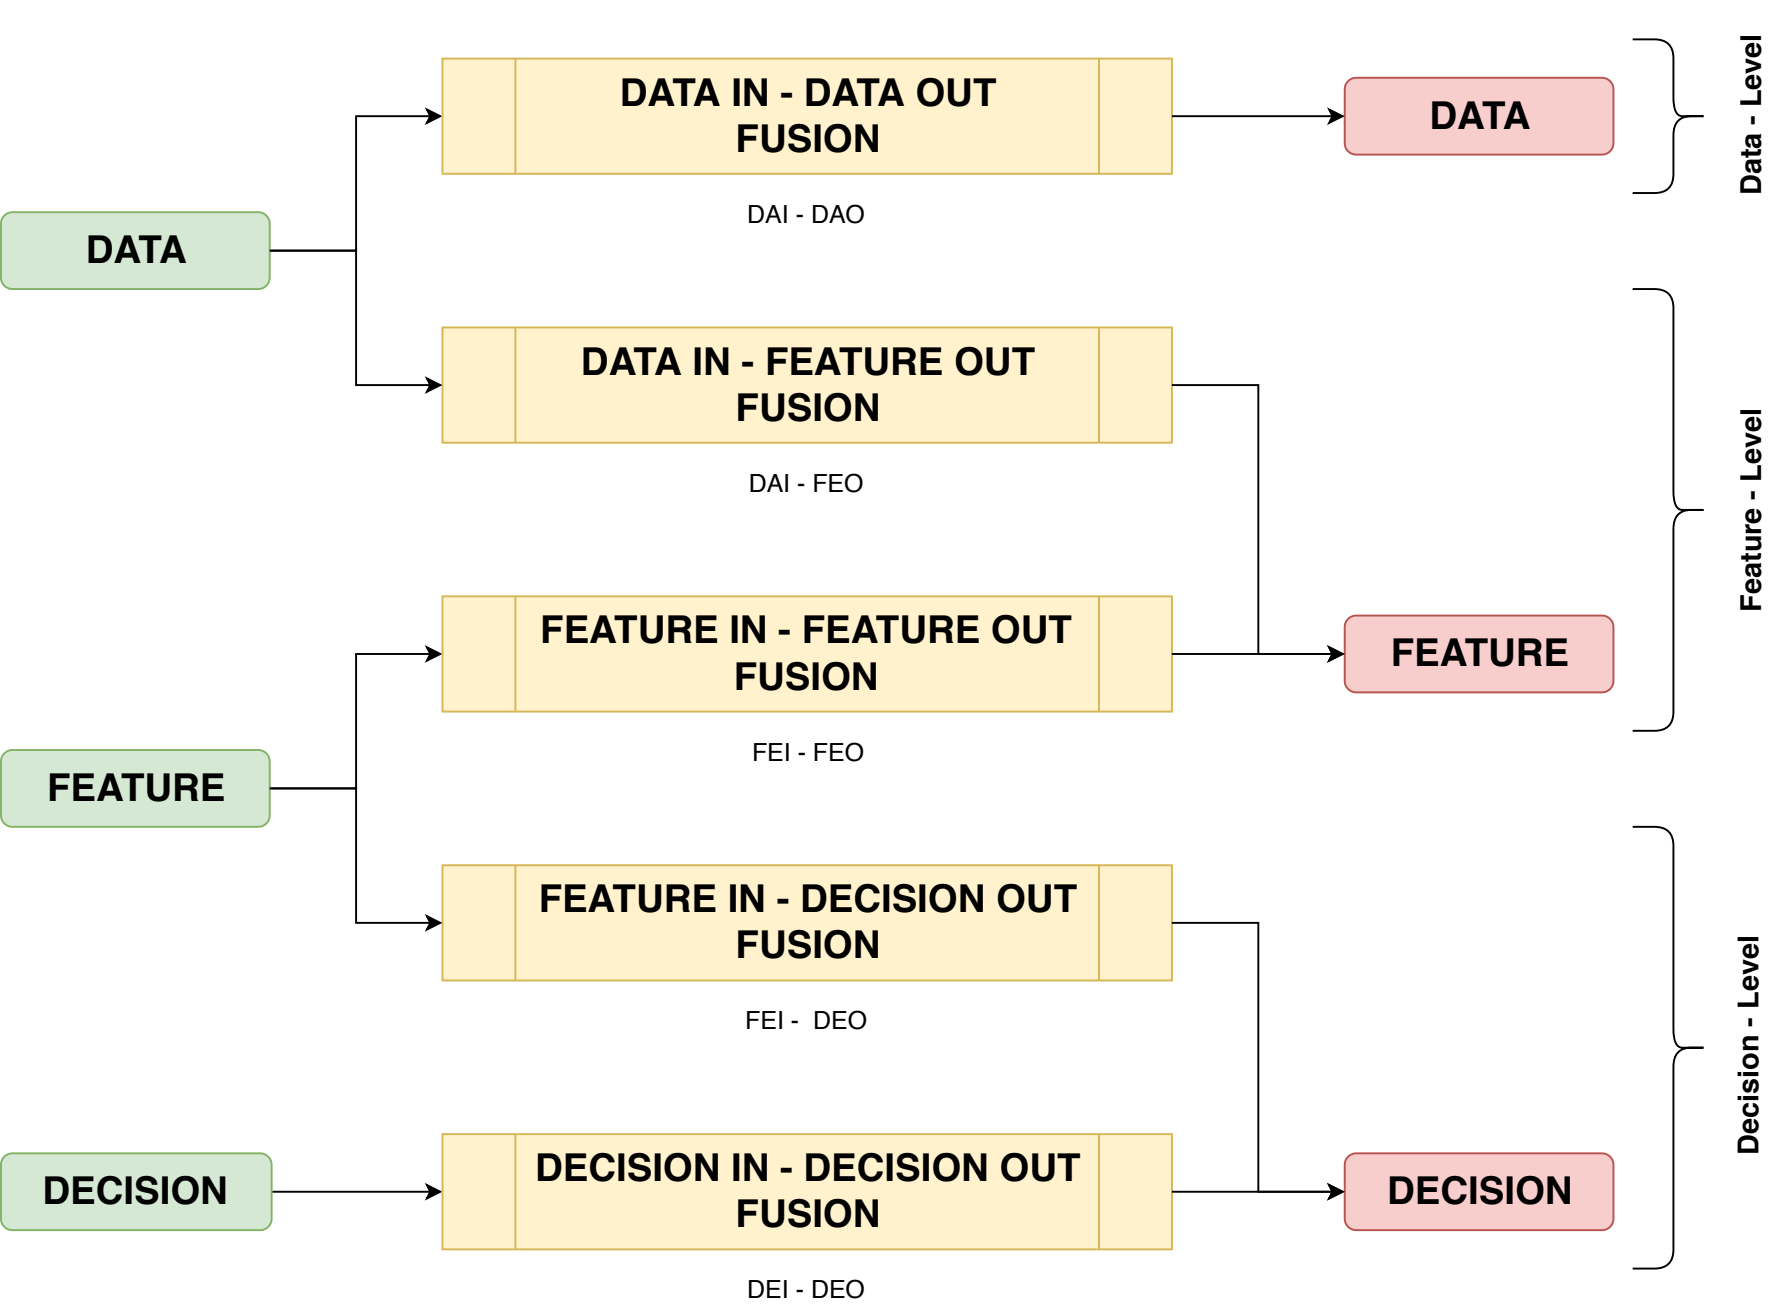 DATA IN - DATA OUT
FUSION
DAI - DAO
DATA
Data - Level
DATA
DATA IN - FEATURE OUT
FUSION
DAI - FEO
FEATURE IN - FEATURE OUT
FUSION
FEI - FEO
FEATURE
Feature - Level
FEATURE
FEATURE IN - DECISION OUT
FUSION
FEI -  DEO
DECISION
DECISION IN - DECISION OUT
FUSION
DEI - DEO
DECISION
Decision - Level